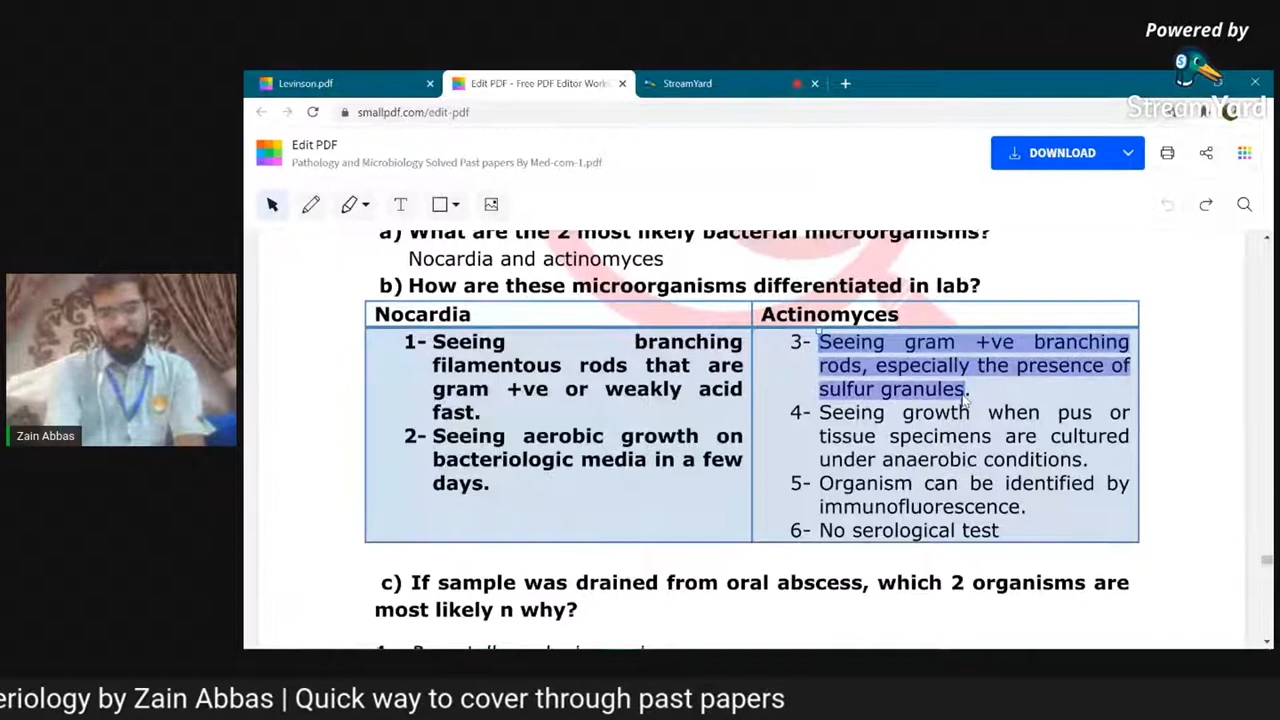 Powered by
StreamYard
Levinson.pdf
Edit PDF - Free PDF Editor Work
StreamYard
smallpdf.com/edit-pdf
Edit PDF
Pathology and Microbiology Solved Past papers By Med-com-1.pdf
DOWNLOAD
a) What are the 2 most likely bacterial microorganisms?
Nocardia and actinomyces
b) How are these microorganisms differentiated in lab?
Nocardia
1- Seeing branching
filamentous rods that are
gram +ve or weakly acid
fast.
2- Seeing aerobic growth on
bacteriologic media in a few
days.
Actinomyces
3- Seeing gram +ve branching
rods, especially the presence of
sulfur granules.
4- Seeing growth when pus or
tissue specimens are cultured
under anaerobic conditions.
5- Organism can be identified by
immunofluorescence.
6- No serological test
c) If sample was drained from oral abscess, which 2 organisms are
most likely n why?
Zain Abbas
eriology by Zain Abbas | Quick way to cover through past papers